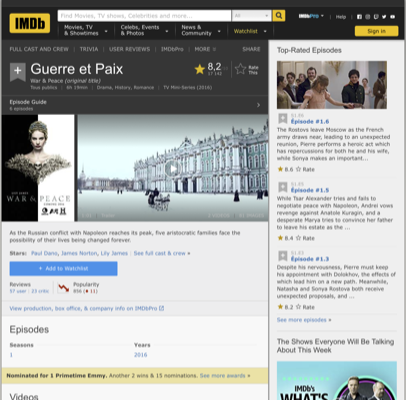 IMDb
Find Movies, TV shows, Celebrities and more...
All
IMDbPro
Help
Movies, TV
& Showtimes
Celebs, Events
& Photos
News &
Community
Watchlist
Sign in
FULL CAST AND CREW | TRIVIA | USER REVIEWS | IMDbPro | MORE
SHARE
Guerre et Paix
War & Peace (original title)
Tous publics | 6h 19min | Drama, History, Romance | TV Mini-Series (2016)
8,2
Rate
This
Episode Guide
6 episodes
WAR & PEACE
As the Russian conflict with Napoleon reaches its peak, five aristocratic families face the
possibility of their lives being changed forever.
Stars: Paul Dano, James Norton, Lily James | See full cast & crew »
+ Add to Watchlist
Reviews
57 user | 23 critic
Popularity
View production, box office, & company info on IMDbPro
Episodes
Seasons
Years
1
2016
Nominated for 1 Primetime Emmy. Another 2 wins & 15 nominations. See more awards »
Videos
Top-Rated Episodes
S1.E6
Episode #1.6
The Rostovs leave Moscow as the French
army draws near, leading to an unexpected
reunion, Pierre performs a heroic act which
has repercussions for both he and his wife,
while Sonya makes an important...
8.6 Rate
S1.E5
Episode #1.5
While Tsar Alexander tries and fails to
negotiate peace with Napoleon, Andrei vows
revenge against Anatole Kuragin, and a
desperate Marya tries to convince her father
to leave his estate as the ...
8.4 Rate
S1.E3
Episode #1.3
Despite his nervousness, Pierre must keep
his appointment with Dolokhov, the effects of
which lead him on a new path. Meanwhile,
Natasha and Sonya Rostova both receive
unexpected proposals, and ...
8.2 Rate
See more episodes »
The Shows Everyone Will Be Talking
About This Week
IMDb's
WHAT'S